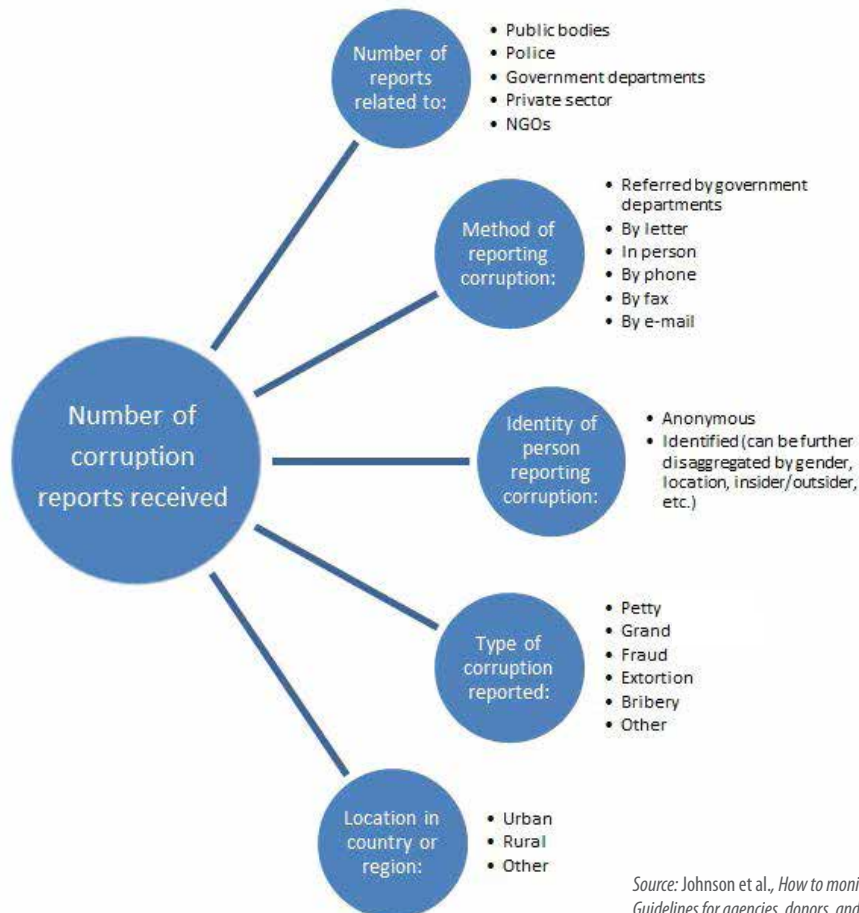 Number of
reports
related to:
• Public bodies
• Police
• Government departments
• Private sector
• NGOs
Method of
reporting
corruption:
• Referred by government
departments
• By letter
• In person
• By phone
• By fax
• By e-mail
Number of
corruption
reports received
Identity of
person
reporting
corruption:
• Anonymous
• Identified (can be further
disaggregated by gender,
location, insider/outsider,
etc.)
Type of
corruption
reported:
• Petty
• Grand
• Fraud
• Extortion
• Bribery
• Other
Location in
country or
region:
• Urban
• Rural
• Other
Source: Johnson et al., How to moni
Guidelines for agencies, donors, and